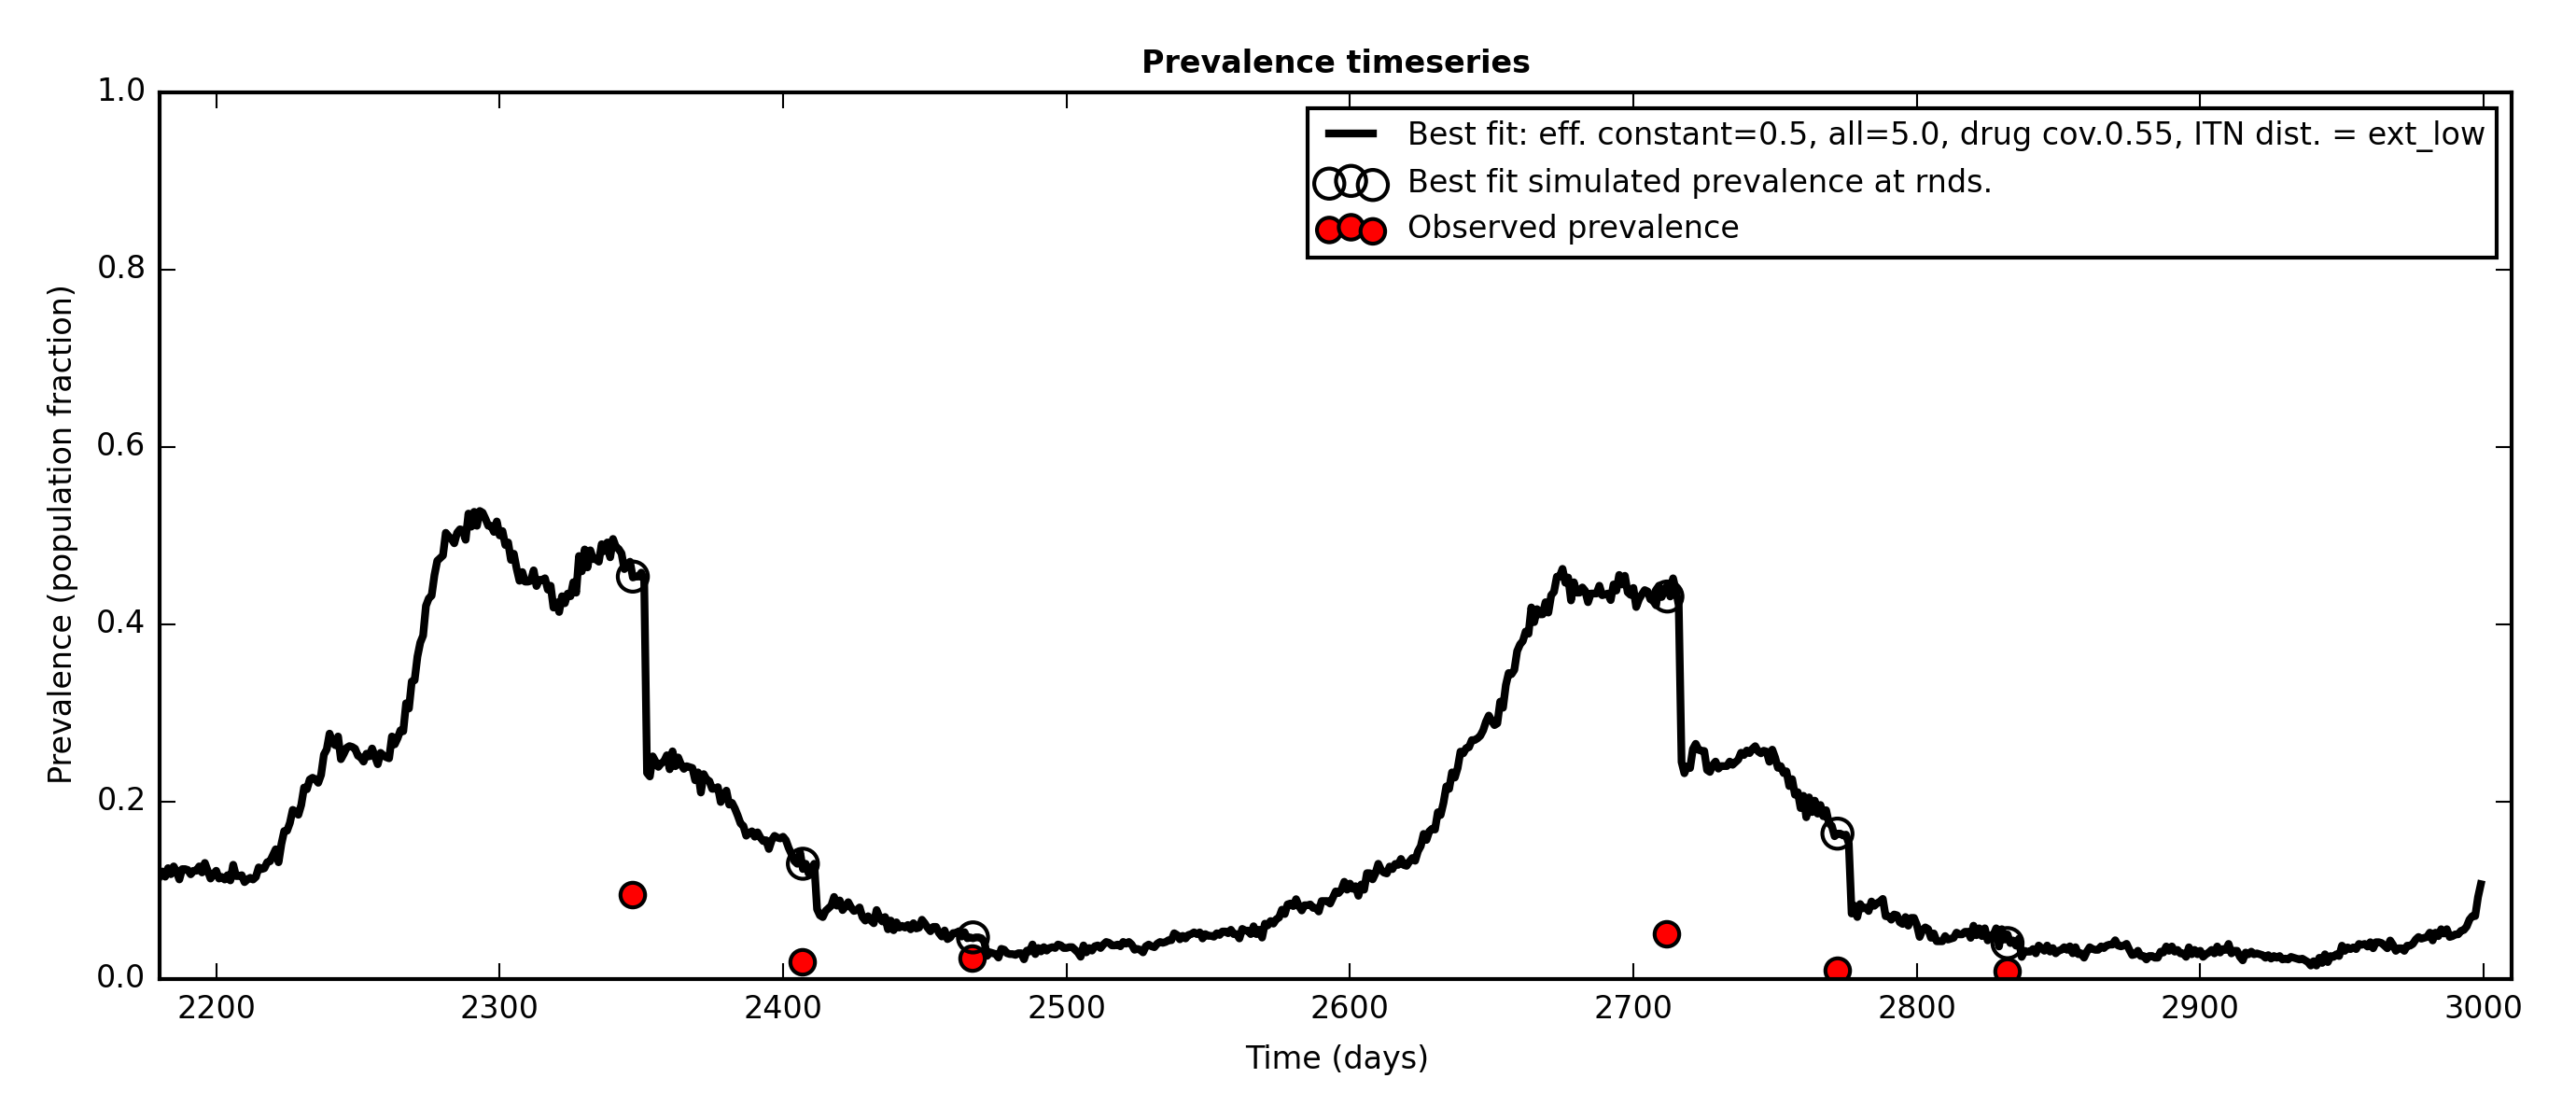 Prevalence timeseries
1.0
0.8
0.6
0.4
0.2
0.0
Prevalence (population fraction)
Best fit: eff. constant=0.5, all=5.0, drug cov.0.55, ITN dist. = ext_low
Best fit simulated prevalence at rnds.
Observed prevalence
2200 2300 2400 2500 2600 2700 2800 2900 3000
Time (days)